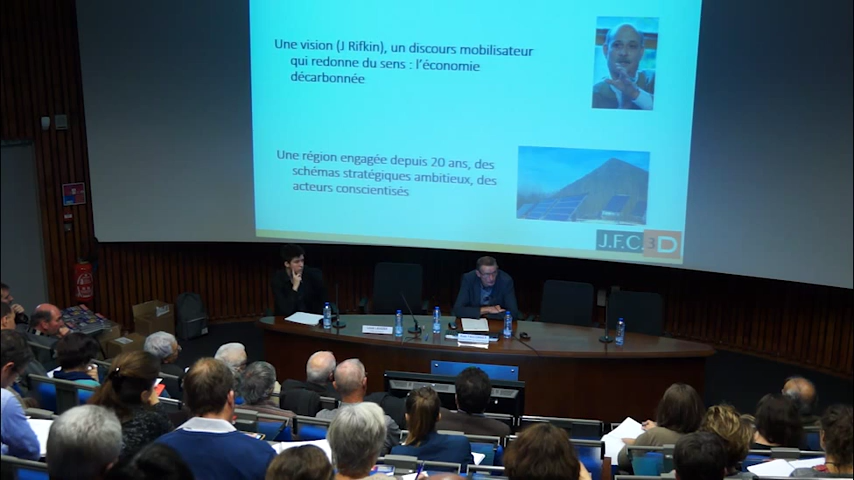 Une vision (J Rifkin), un discours mobilisateur
qui redonne du sens : l'économie
décarbonnée
Une région engagée depuis 20 ans, des
schémas stratégiques ambitieux, des
acteurs conscientisés
J.F.C.3D